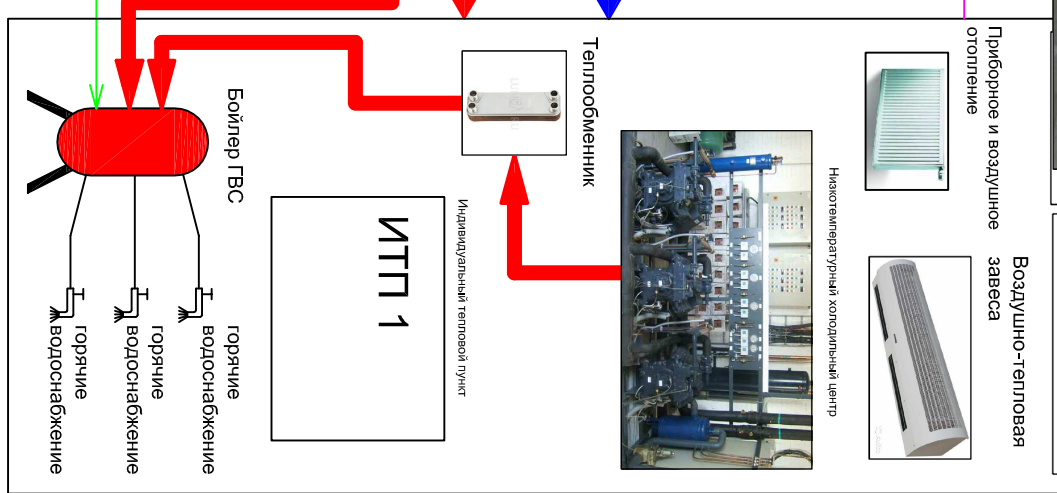 Приборное и воздушное
отопление
Воздушно-тепловая
завеса
Низкотемпературный холодильный центр
Теплообменник
Индивидуальный тепловой пункт
ИТП 1
Бойлер ГВС
горячие
водоснабжение
горячие
водоснабжение
горячие
водоснабжение